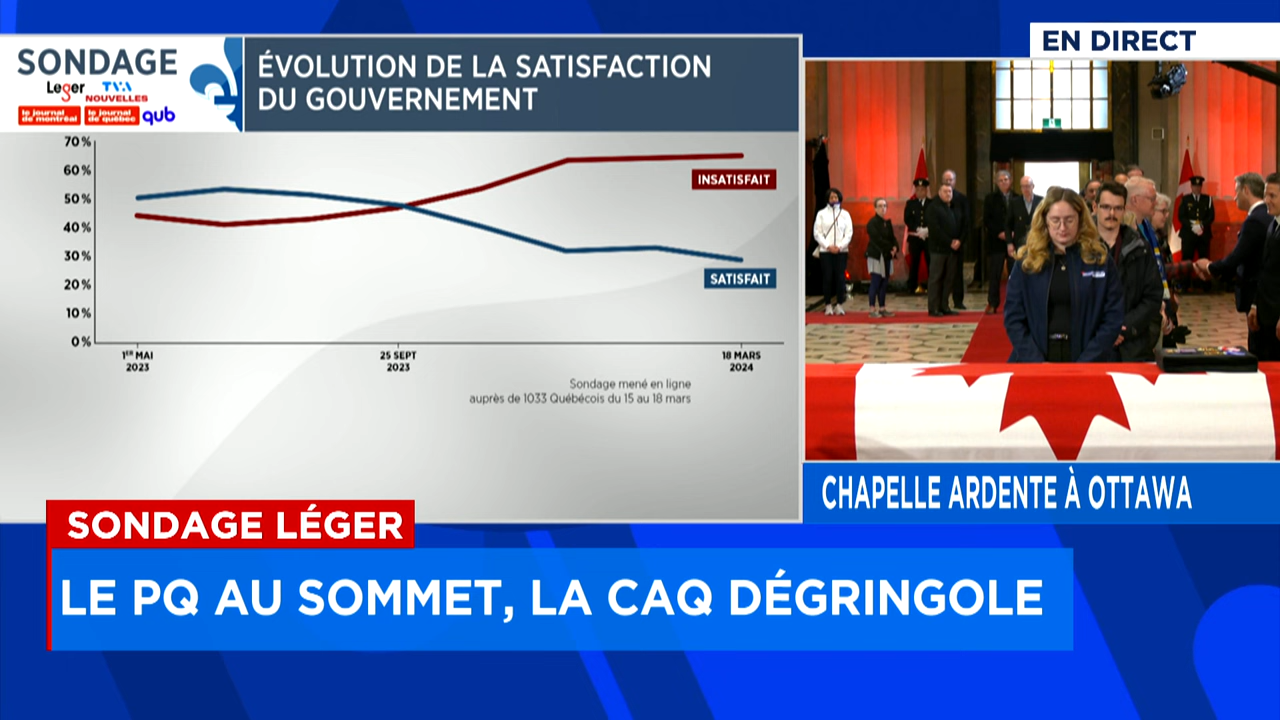 SONDAGE
Leger
TVA
NOUVELLES
le journal
de montréal
le journal
de québec
qub
ÉVOLUTION DE LA SATISFACTION
DU GOUVERNEMENT
EN DIRECT
70 %
60 %
50 %
40 %
30 %
20 %
10 %
0 %
INSATISFAIT
SATISFAIT
1ER MAI
2023
25 SEPT
2023
18 MARS
2024
Sondage mené en ligne
auprès de 1033 Québécois du 15 au 18 mars
CHAPELLE ARDENTE À OTTAWA
SONDAGE LÉGER
LE PQ AU SOMMET, LA CAQ DÉGRINGOLE